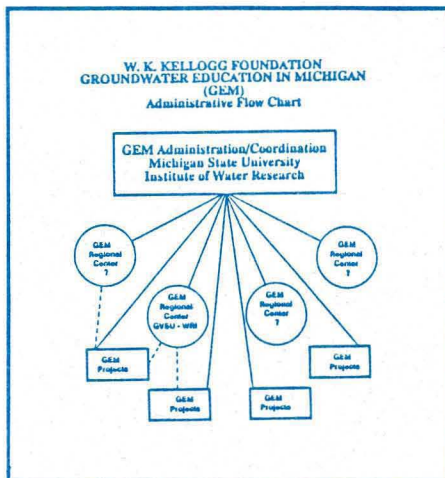 W. K. KELLOGG FOUNDATION
GROUNDWATER EDUCATION IN MICHIGAN
(GEM)
Administrative Flow Chart
GEM Administration/Coordination
Michigan State University
Institute of Water Research
GEM
Regional
Center
?
GEM
Regional
Center
GVSU - WRI
GEM
Regional
Center
?
GEM
Regional
Center
?
GEM
Projects
GEM
Projects
GEM
Projects
GEM
Projects